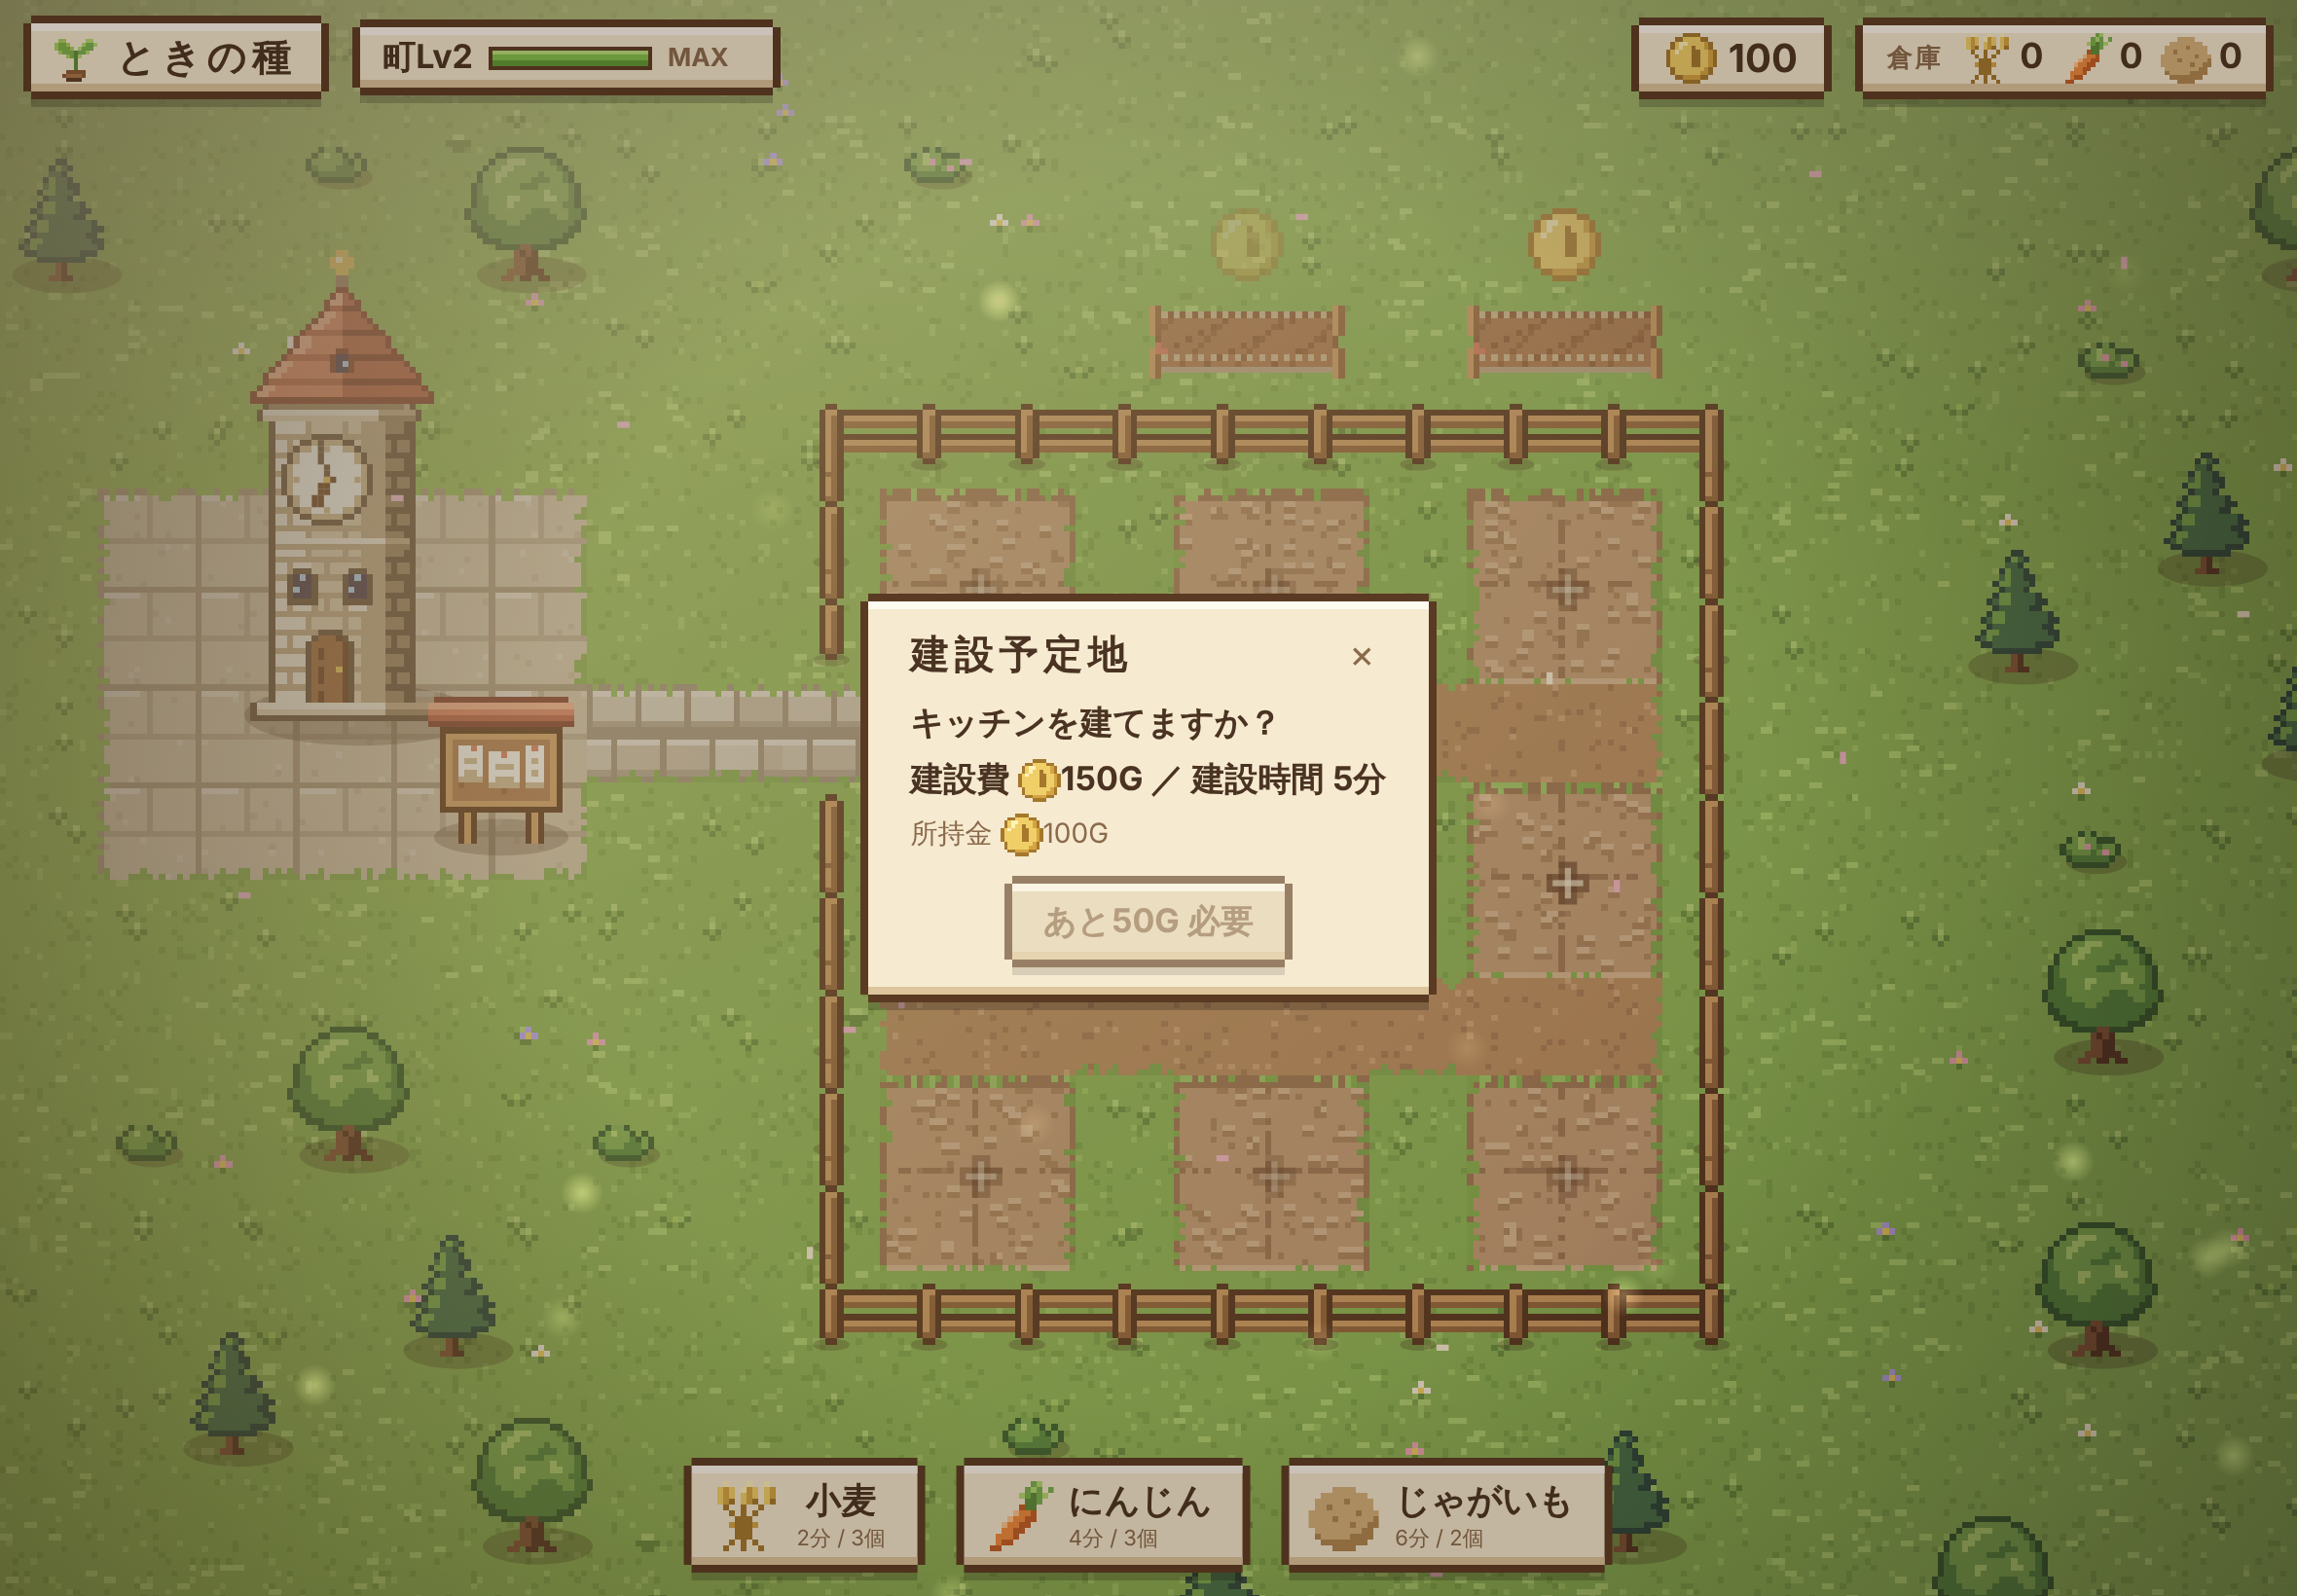 ときの種
町Lv2 MAX
100
倉庫 0 0 0
建設予定地 ×
キッチンを建てますか？
建設費 150G ／ 建設時間 5分
所持金 100G
あと50G 必要
小麦
2分 / 3個
にんじん
4分 / 3個
じゃがいも
6分 / 2個